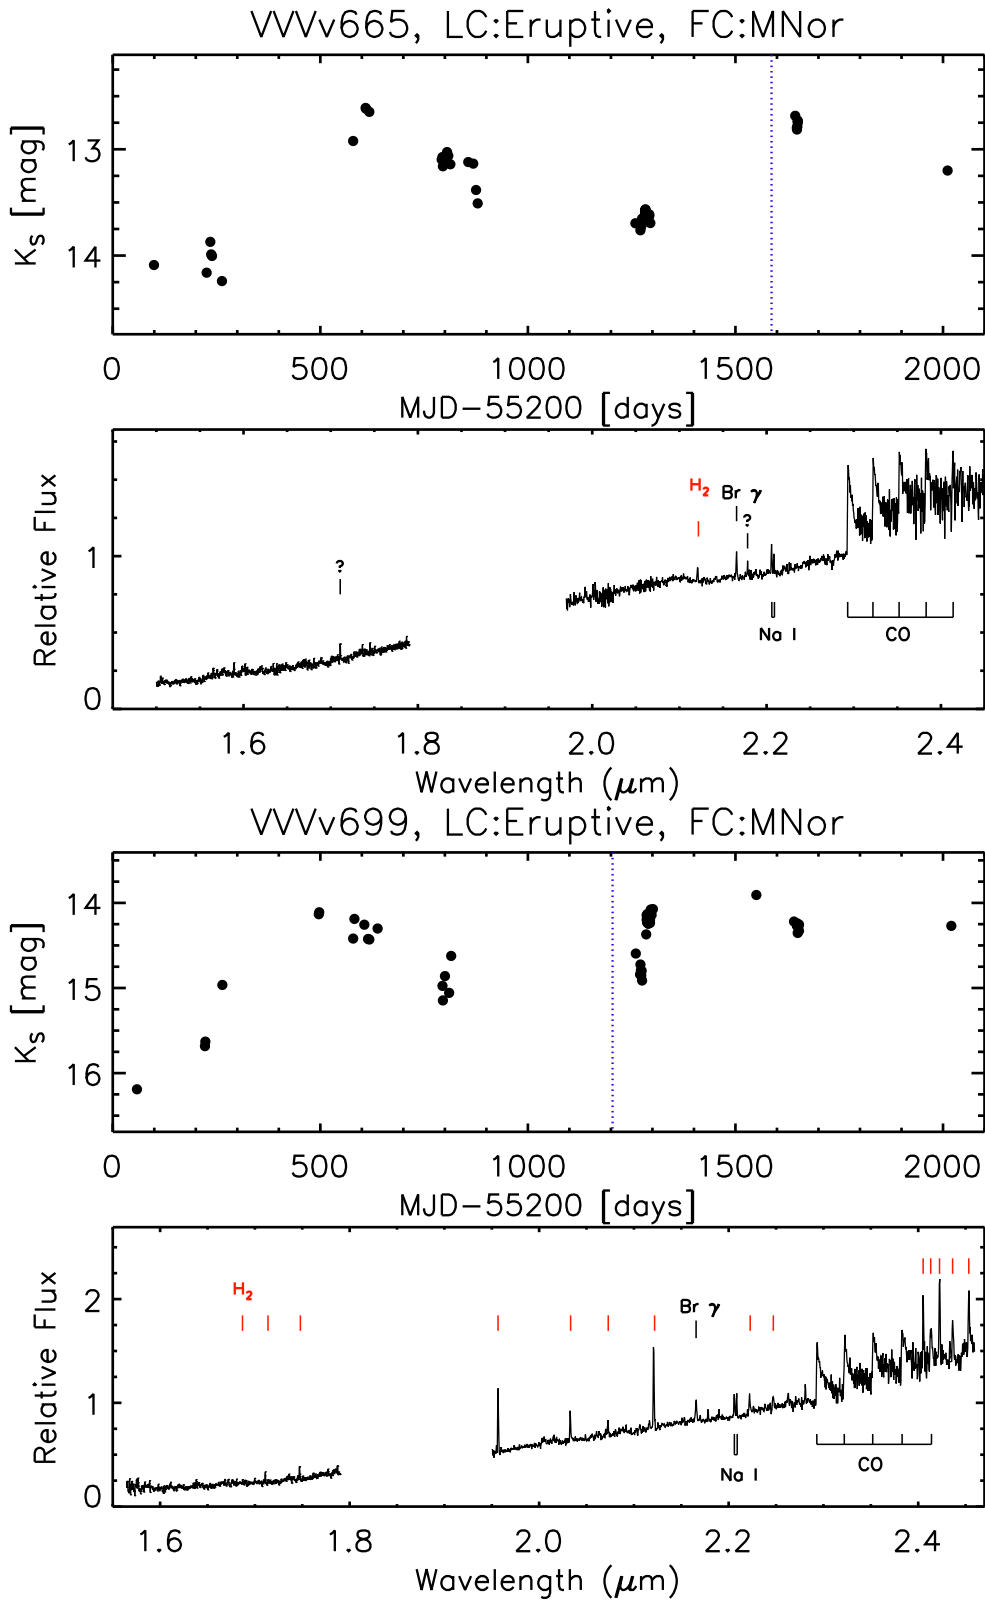 VVVv665, LC:Eruptive, FC:MNor
13
14
K_S [mag]
0 500 1000 1500 2000
MJD-55200 [days]
H₂
Br γ
?
?
1
0
Relative Flux
Na I
CO
1.6 1.8 2.0 2.2 2.4
Wavelength (μm)
VVVv699, LC:Eruptive, FC:MNor
14
15
16
K_S [mag]
0 500 1000 1500 2000
MJD-55200 [days]
H₂
Br γ
2
1
0
Relative Flux
Na I
CO
1.6 1.8 2.0 2.2 2.4
Wavelength (μm)